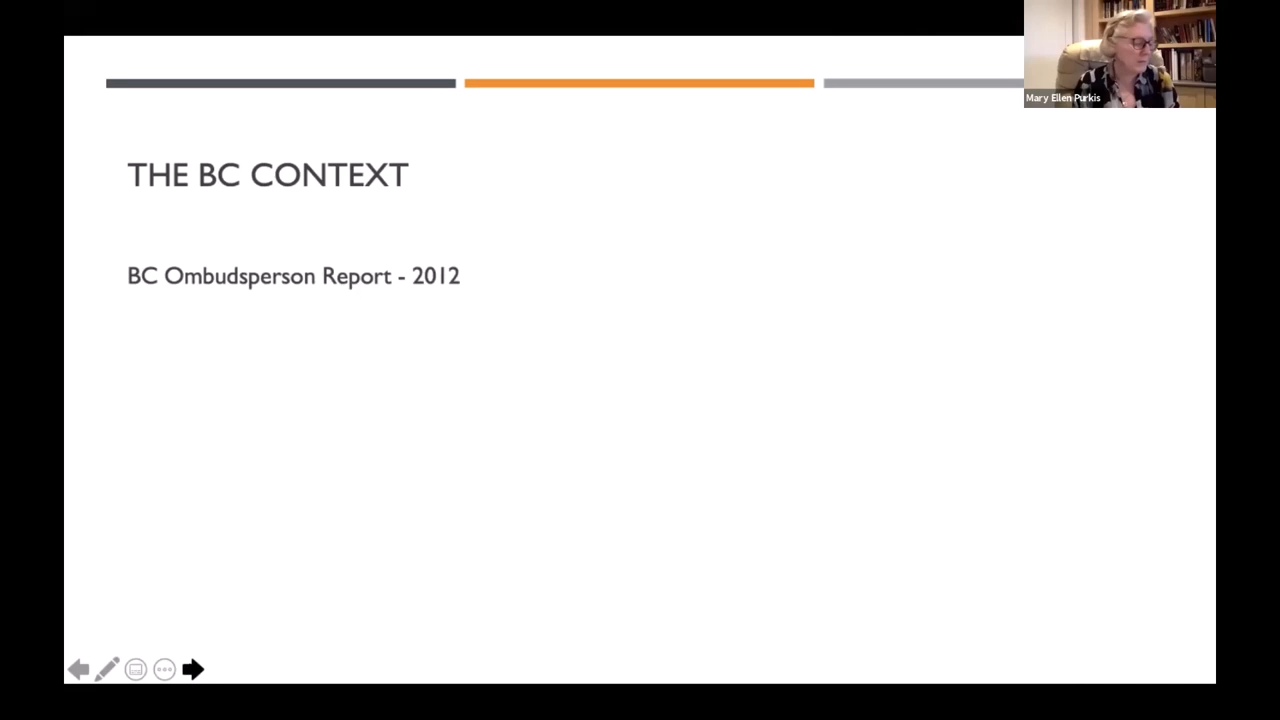 THE BC CONTEXT
BC Ombudsperson Report - 2012
Mary Ellen Purkis